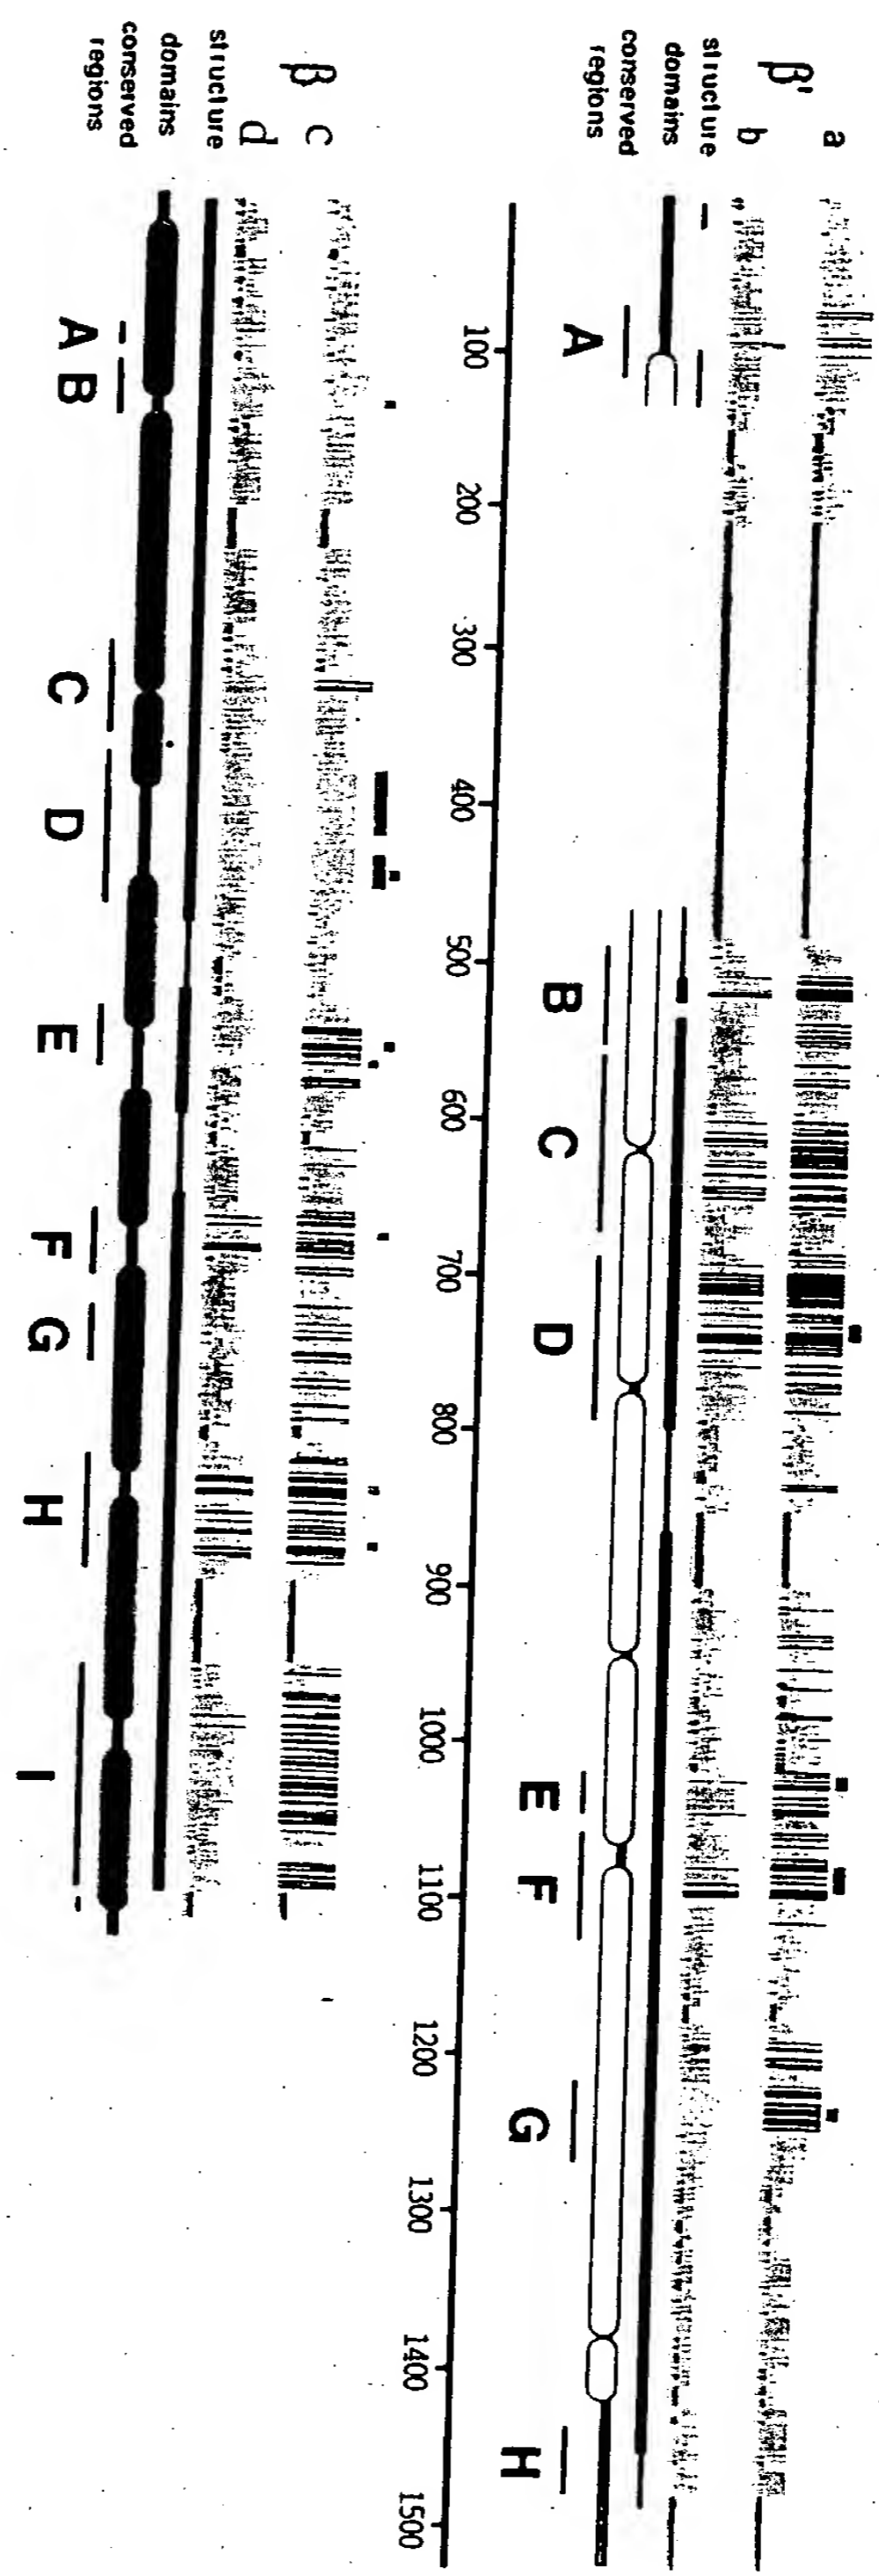 a
β' b
structure
domains
conserved
regions
A B C D E F G H
100 200 300 400 500 600 700 800 900 1000 1100 1200 1300 1400 1500
β c
d
structure
domains
conserved
regions
A B C D E F G H I